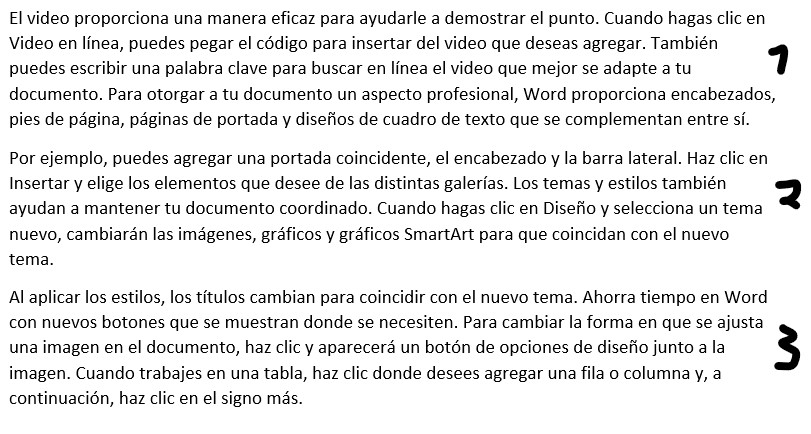 El video proporciona una manera eficaz para ayudarle a demostrar el punto. Cuando hagas clic en
Video en línea, puedes pegar el código para insertar del video que deseas agregar. También
puedes escribir una palabra clave para buscar en línea el video que mejor se adapte a tu
documento. Para otorgar a tu documento un aspecto profesional, Word proporciona encabezados,
pies de página, páginas de portada y diseños de cuadro de texto que se complementan entre sí.
1
Por ejemplo, puedes agregar una portada coincidente, el encabezado y la barra lateral. Haz clic en
Insertar y elige los elementos que desee de las distintas galerías. Los temas y estilos también
ayudan a mantener tu documento coordinado. Cuando hagas clic en Diseño y selecciona un tema
nuevo, cambiarán las imágenes, gráficos y gráficos SmartArt para que coincidan con el nuevo
tema.
2
Al aplicar los estilos, los títulos cambian para coincidir con el nuevo tema. Ahorra tiempo en Word
con nuevos botones que se muestran donde se necesiten. Para cambiar la forma en que se ajusta
una imagen en el documento, haz clic y aparecerá un botón de opciones de diseño junto a la
imagen. Cuando trabajes en una tabla, haz clic donde desees agregar una fila o columna y, a
continuación, haz clic en el signo más.
3